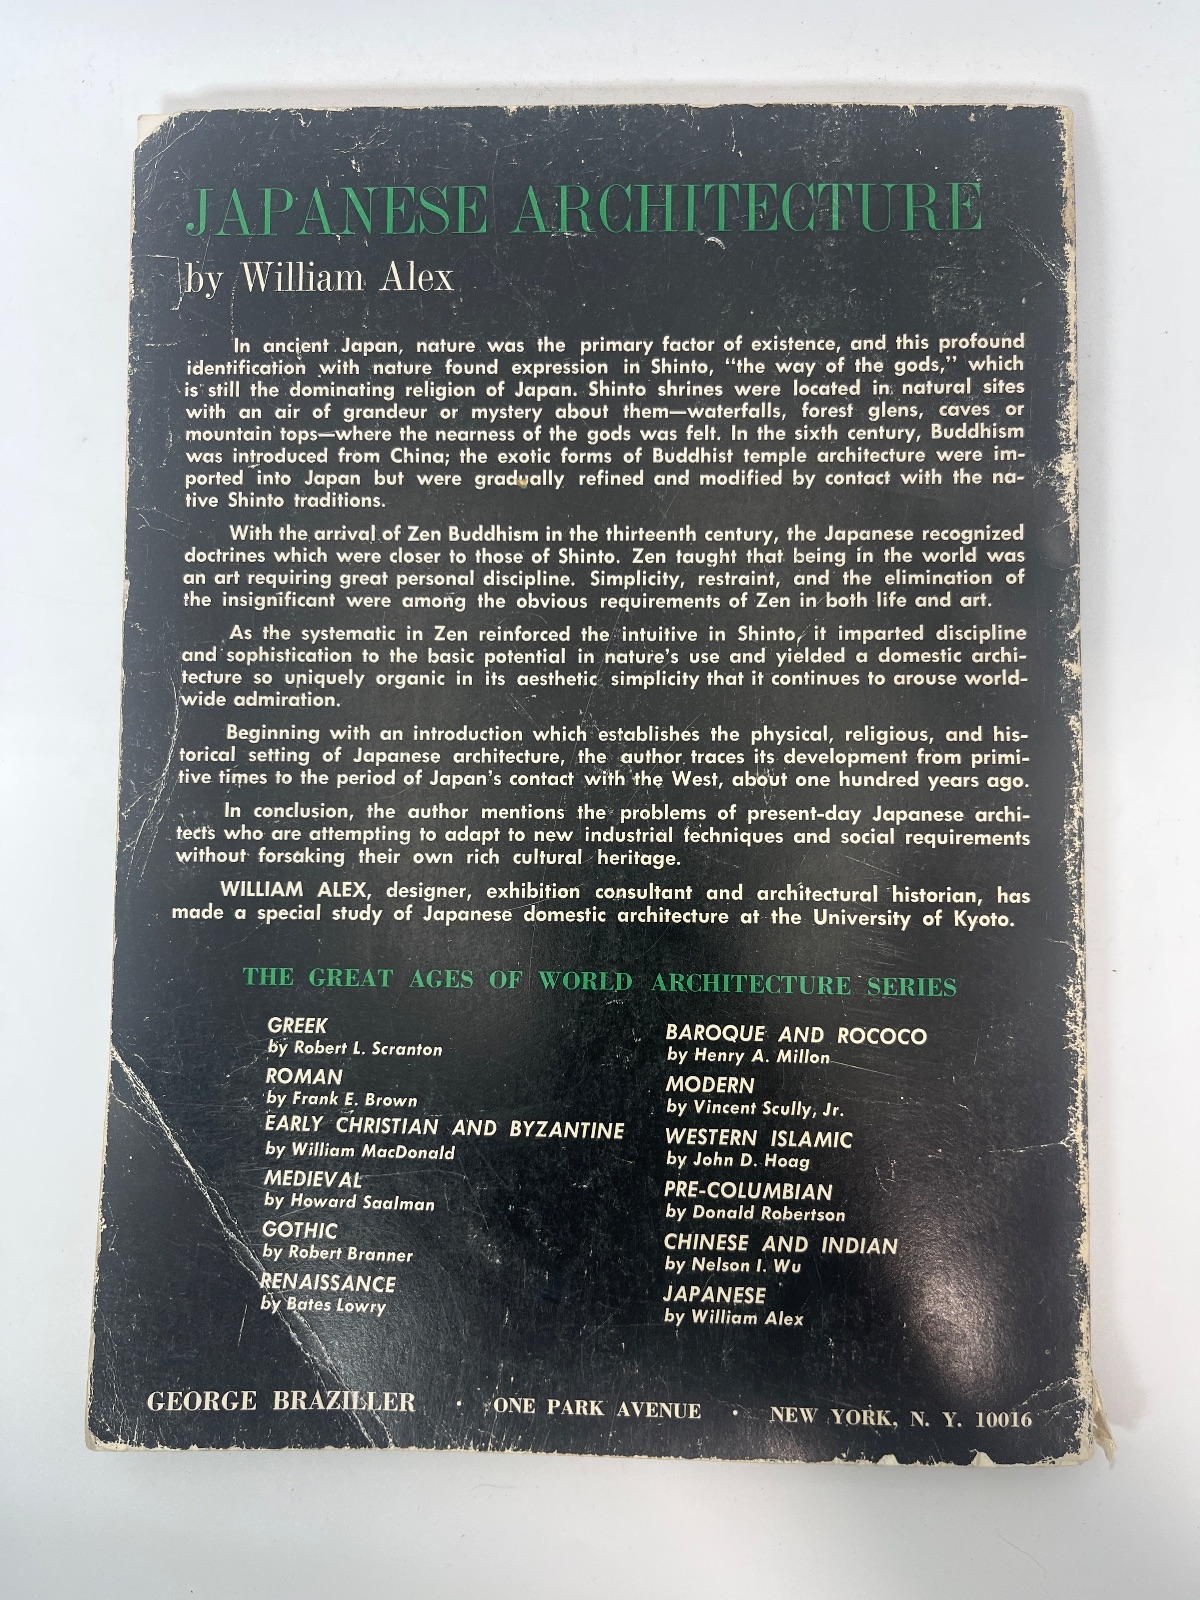 JAPANESE ARCHITECTURE
by William Alex
In ancient Japan, nature was the primary factor of existence, and this profound
identification with nature found expression in Shinto, “the way of the gods,” which
is still the dominating religion of Japan. Shinto shrines were located in natural sites
with an air of grandeur or mystery about them—waterfalls, forest glens, caves or
mountain tops—where the nearness of the gods was felt. In the sixth century, Buddhism
was introduced from China; the exotic forms of Buddhist temple architecture were im-
ported into Japan but were gradually refined and modified by contact with the na-
tive Shinto traditions.
With the arrival of Zen Buddhism in the thirteenth century, the Japanese recognized
doctrines which were closer to those of Shinto. Zen taught that being in the world was
an art requiring great personal discipline. Simplicity, restraint, and the elimination of
the insignificant were among the obvious requirements of Zen in both life and art.
As the systematic in Zen reinforced the intuitive in Shinto, it imparted discipline
and sophistication to the basic potential in nature’s use and yielded a domestic archi-
tecture so uniquely organic in its aesthetic simplicity that it continues to arouse world-
wide admiration.
Beginning with an introduction which establishes the physical, religious, and his-
torical setting of Japanese architecture, the author traces its development from primi-
tive times to the period of Japan’s contact with the West, about one hundred years ago.
In conclusion, the author mentions the problems of present-day Japanese archi-
tects who are attempting to adapt to new industrial techniques and social requirements
without forsaking their own rich cultural heritage.
WILLIAM ALEX, designer, exhibition consultant and architectural historian, has
made a special study of Japanese domestic architecture at the University of Kyoto.
THE GREAT AGES OF WORLD ARCHITECTURE SERIES
GREEK
by Robert L. Scranton
ROMAN
by Frank E. Brown
EARLY CHRISTIAN AND BYZANTINE
by William MacDonald
MEDIEVAL
by Howard Saalman
GOTHIC
by Robert Branner
RENAISSANCE
by Bates Lowry
BAROQUE AND ROCOCO
by Henry A. Millon
MODERN
by Vincent Scully, Jr.
WESTERN ISLAMIC
by John D. Hoag
PRE-COLUMBIAN
by Donald Robertson
CHINESE AND INDIAN
by Nelson I. Wu
JAPANESE
by William Alex
GEORGE BRAZILLER · ONE PARK AVENUE · NEW YORK, N. Y. 10016